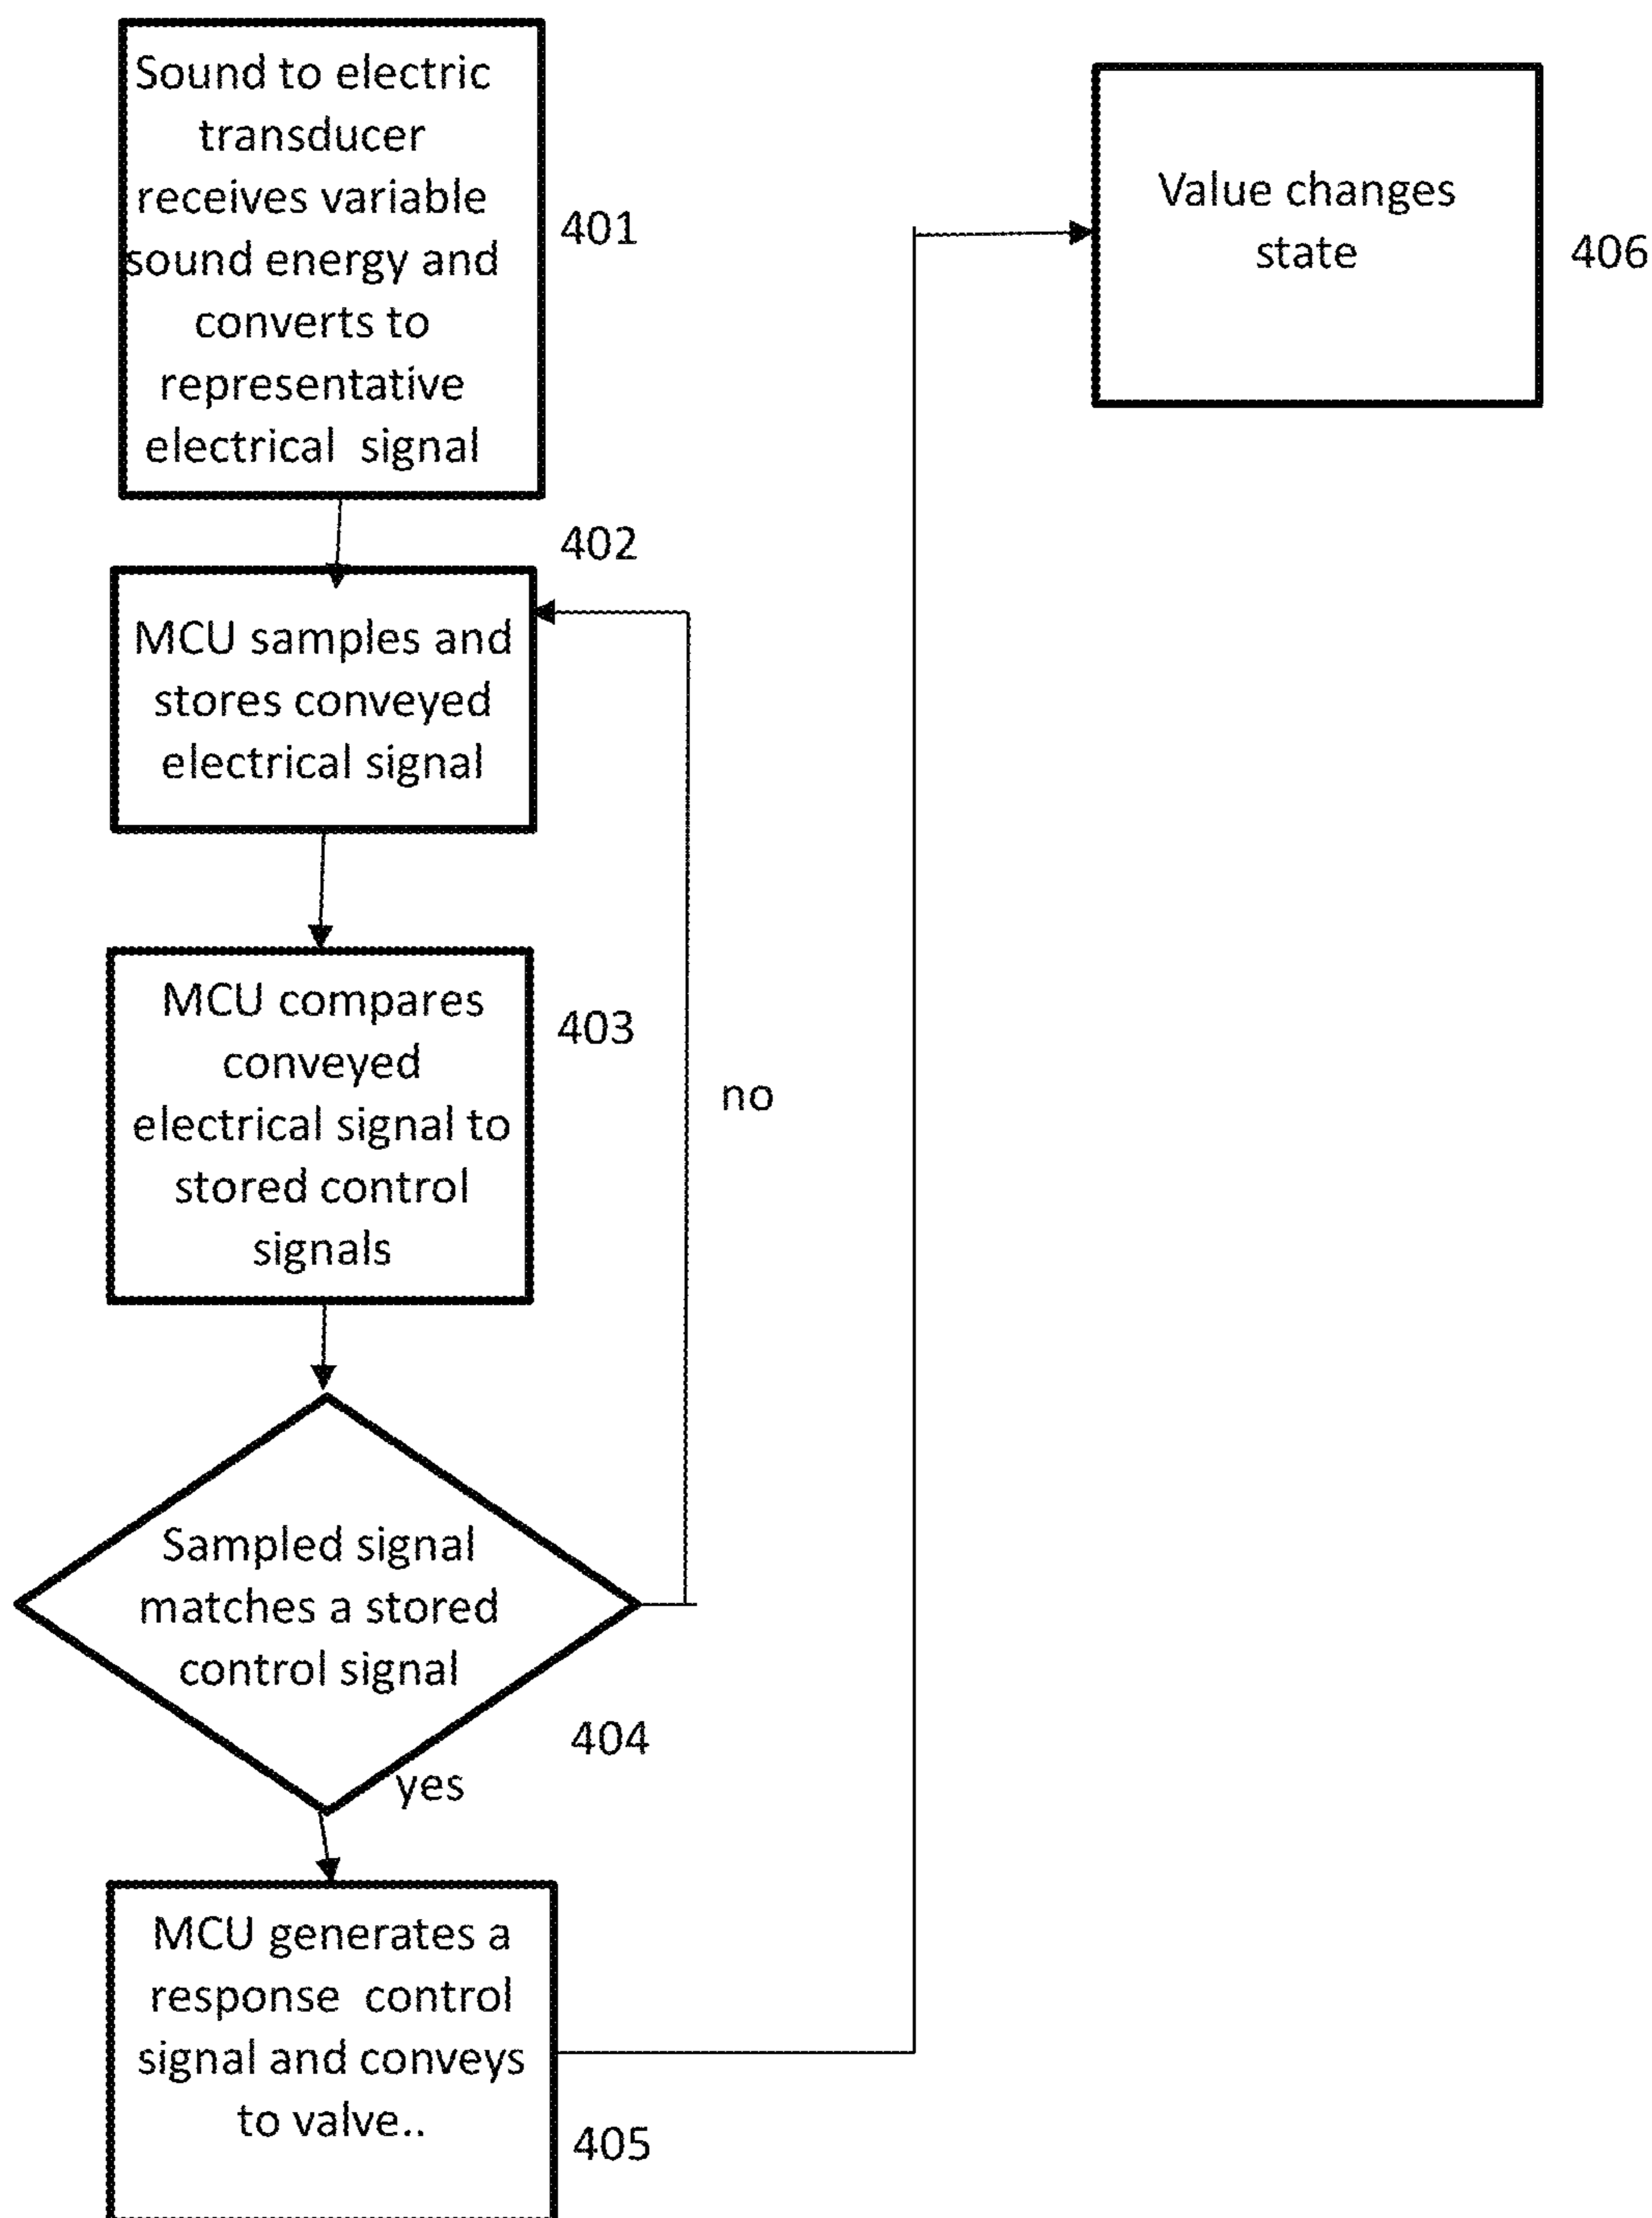 Sound to electric
transducer
receives variable
sound energy and
converts to
representative
electrical signal
401
402
MCU samples and
stores conveyed
electrical signal
MCU compares
conveyed
electrical signal to
stored control
signals
403
no
Sampled signal
matches a stored
control signal
404
yes
MCU generates a
response control
signal and conveys
to valve..
405
Value changes
state
406